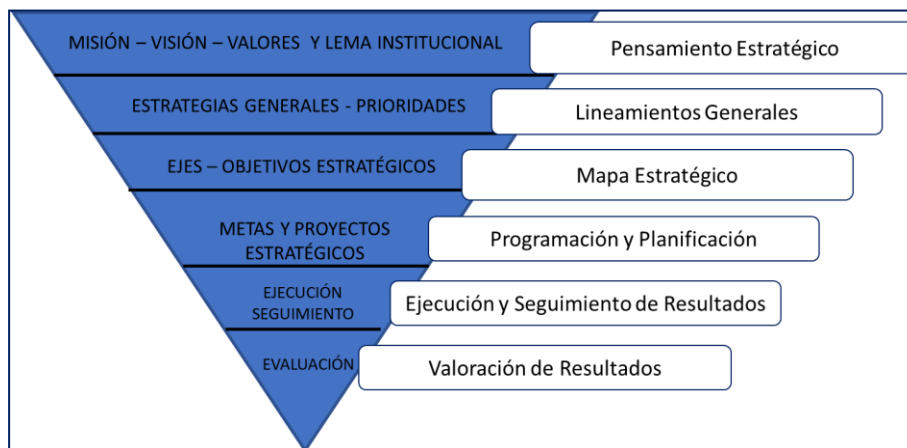 MISIÓN – VISIÓN – VALORES Y LEMA INSTITUCIONAL
Pensamiento Estratégico
ESTRATEGIAS GENERALES - PRIORIDADES
Lineamientos Generales
EJES – OBJETIVOS ESTRATÉGICOS
Mapa Estratégico
METAS Y PROYECTOS
ESTRATÉGICOS
Programación y Planificación
EJECUCIÓN
SEGUIMIENTO
Ejecución y Seguimiento de Resultados
EVALUACIÓN
Valoración de Resultados